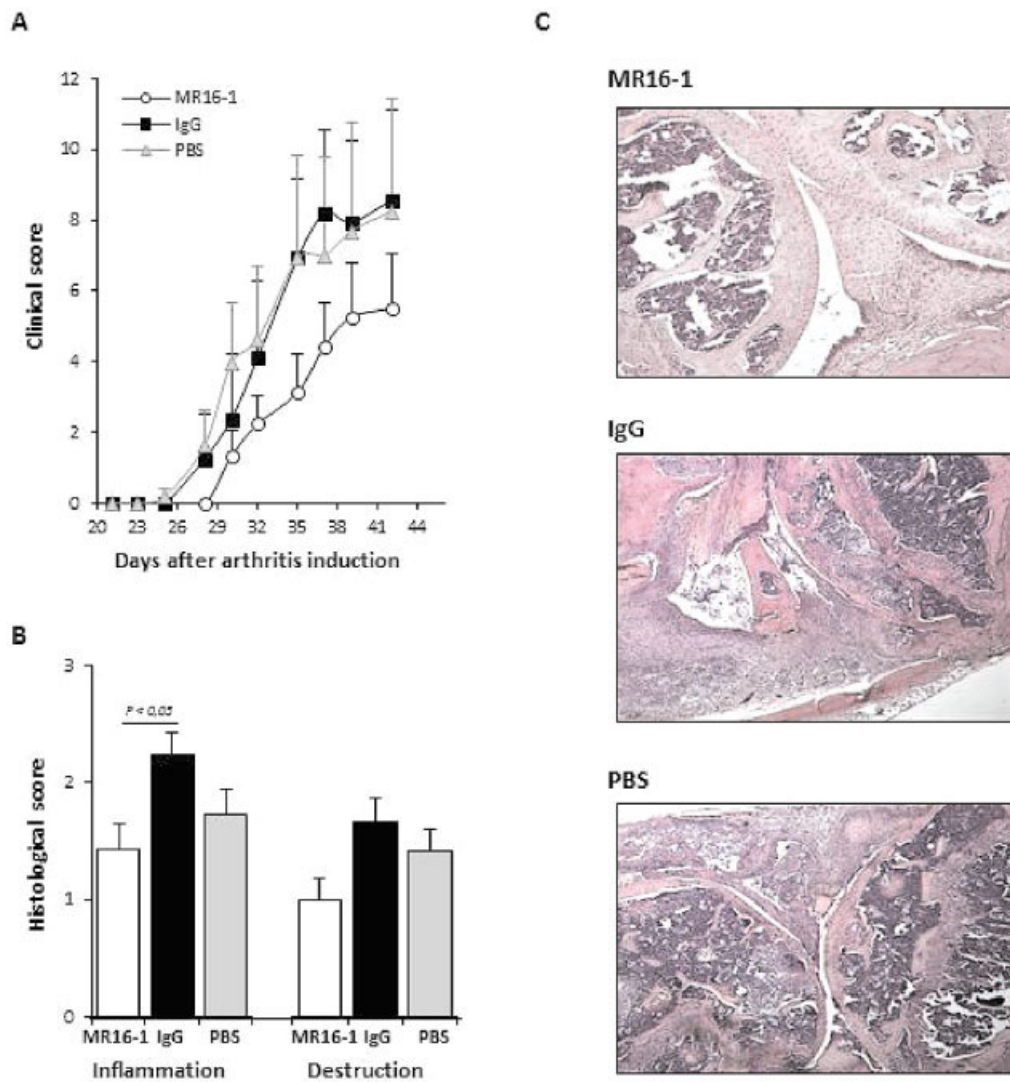 A
12
10
8
6
4
2
0
Clinical score
MR16-1
IgG
PBS
20 23 26 29 32 35 38 41 44
Days after arthritis induction
B
3
2
1
0
Histological score
P < 0,05
MR16-1 IgG PBS MR16-1 IgG PBS
Inflammation Destruction
C
MR16-1
IgG
PBS